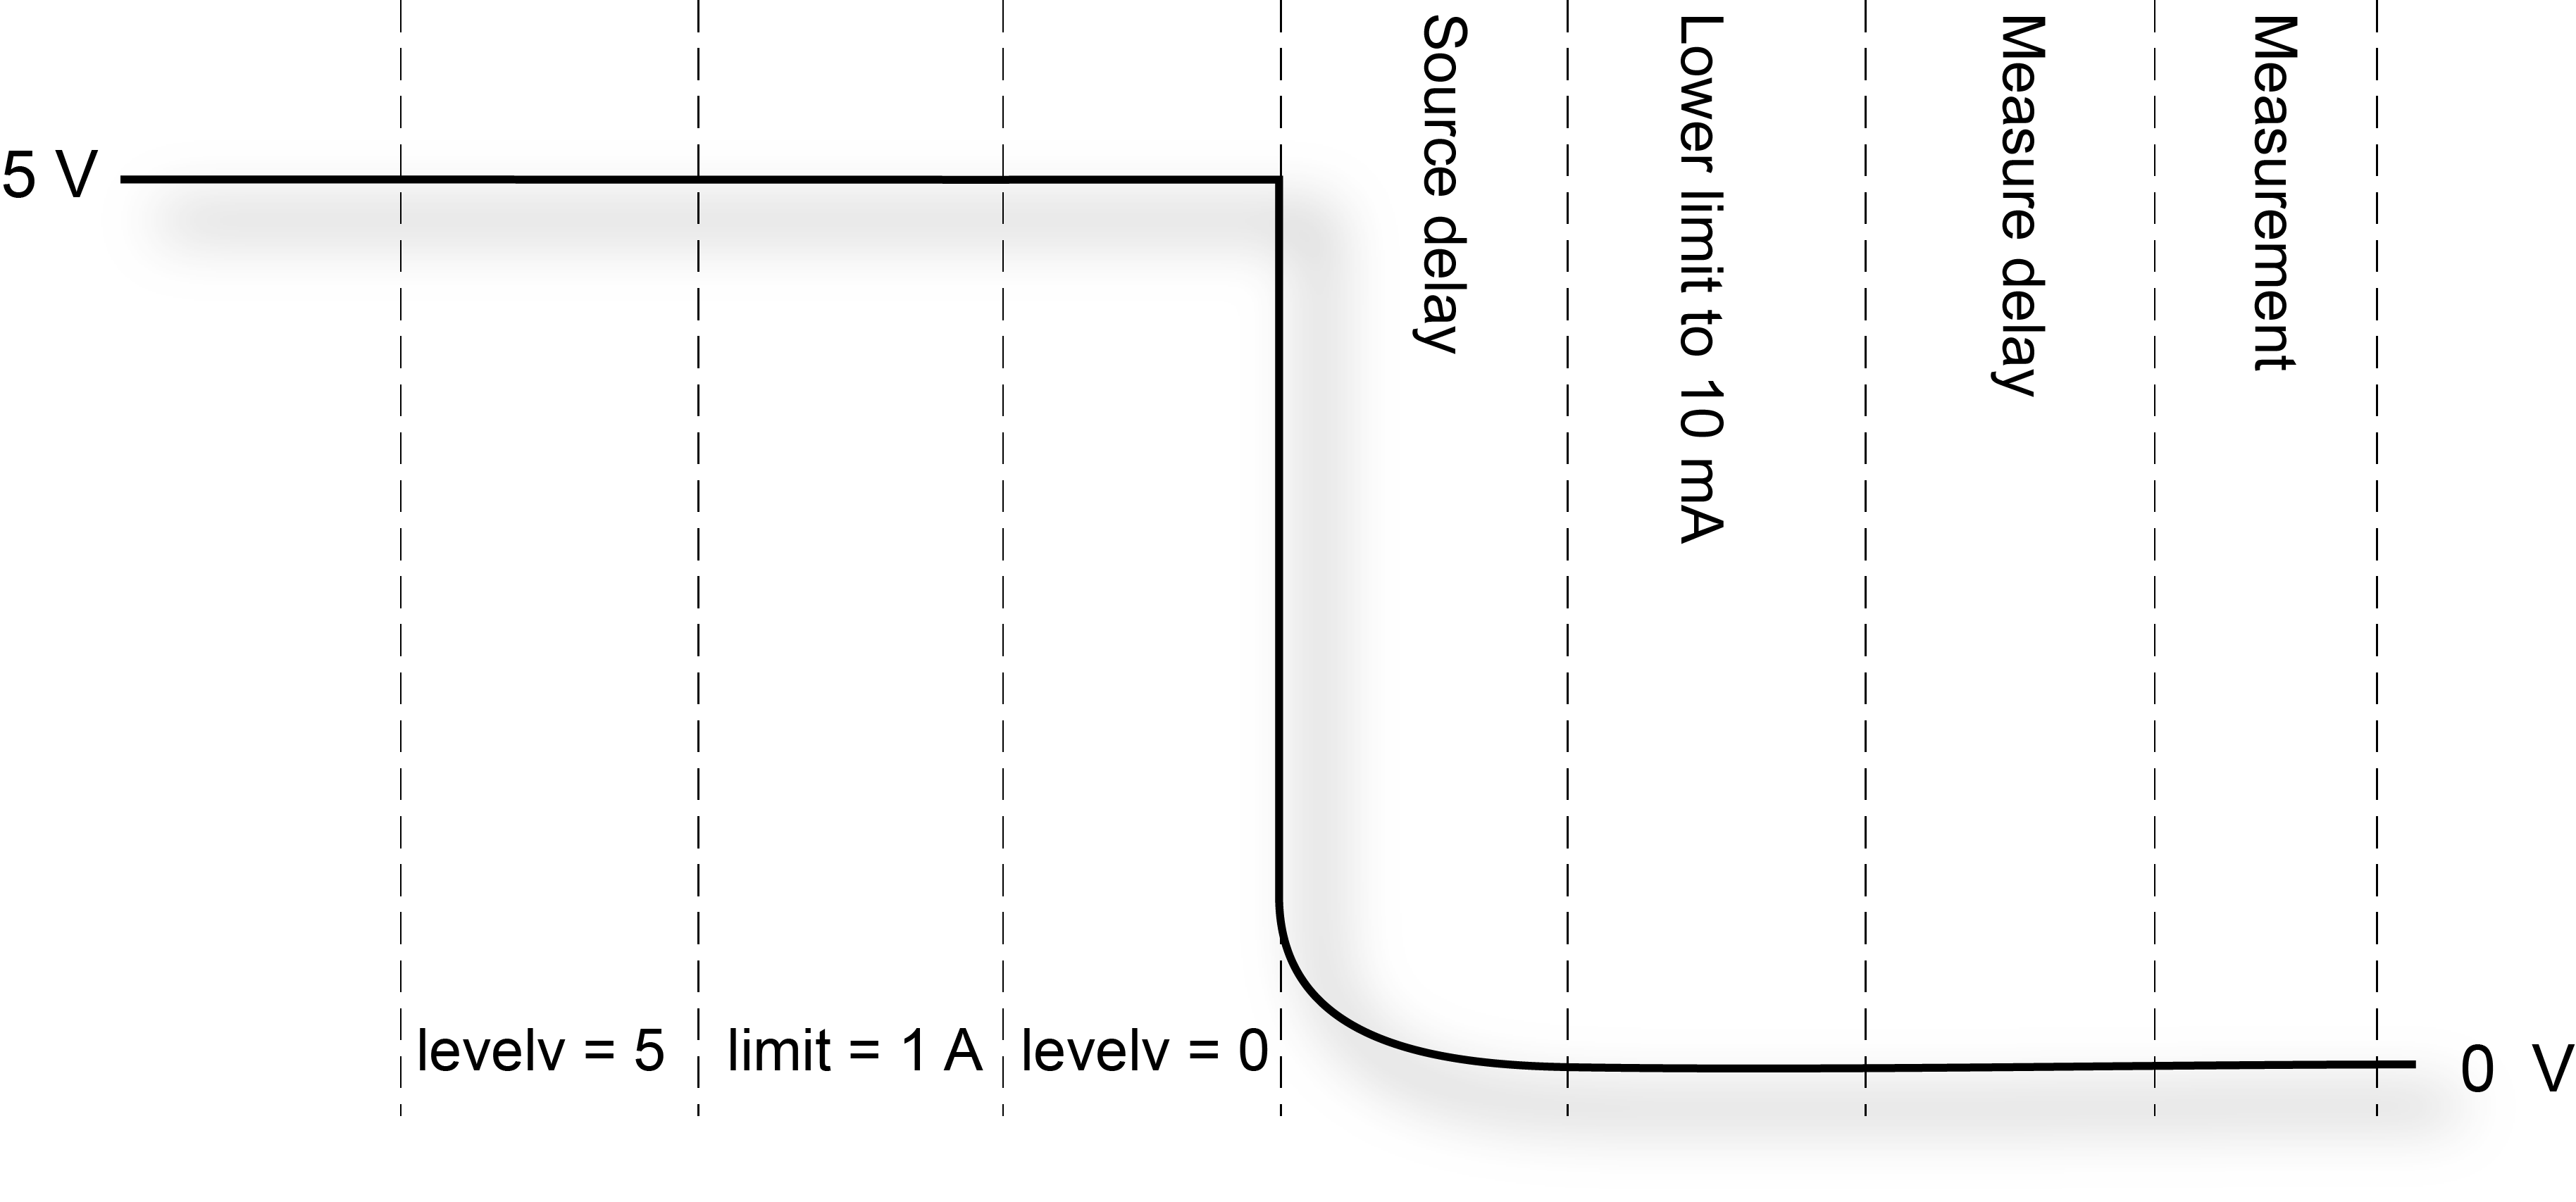 5 V
levelv = 5
limit = 1 A
levelv = 0
Source delay
Lower limit to 10 mA
Measure delay
Measurement
0 V